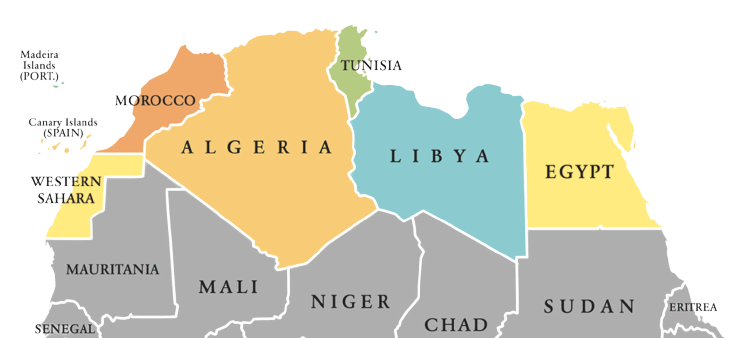 Madeira
Islands
(PORT.)
TUNISIA
MOROCCO
Canary Islands
(SPAIN)
ALGERIA
LIBYA
EGYPT
WESTERN
SAHARA
MAURITANIA
MALI
NIGER
CHAD
SUDAN
ERITREA
SENEGAL